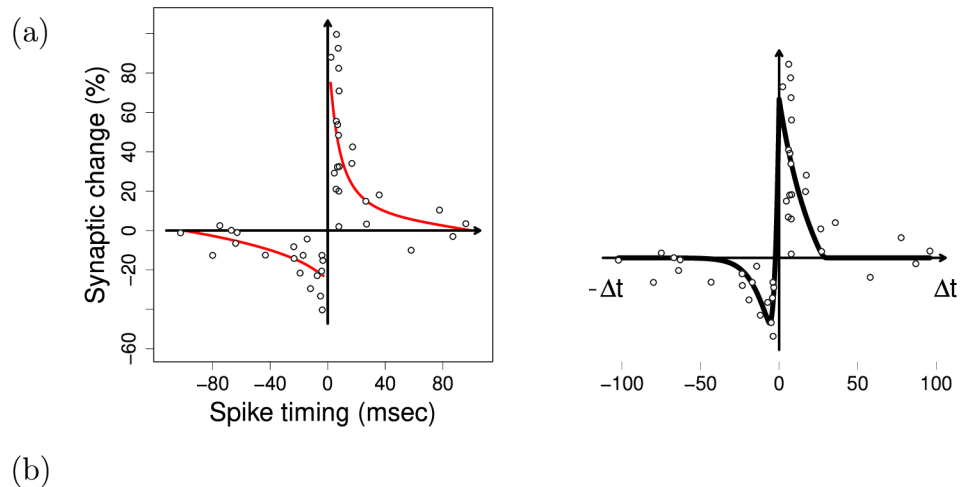 (a)
Synaptic change (%)
80
60
40
20
0
−20
−60
−80 −40 0 40 80
Spike timing (msec)
-Δt Δt
−100 −50 0 50 100
(b)